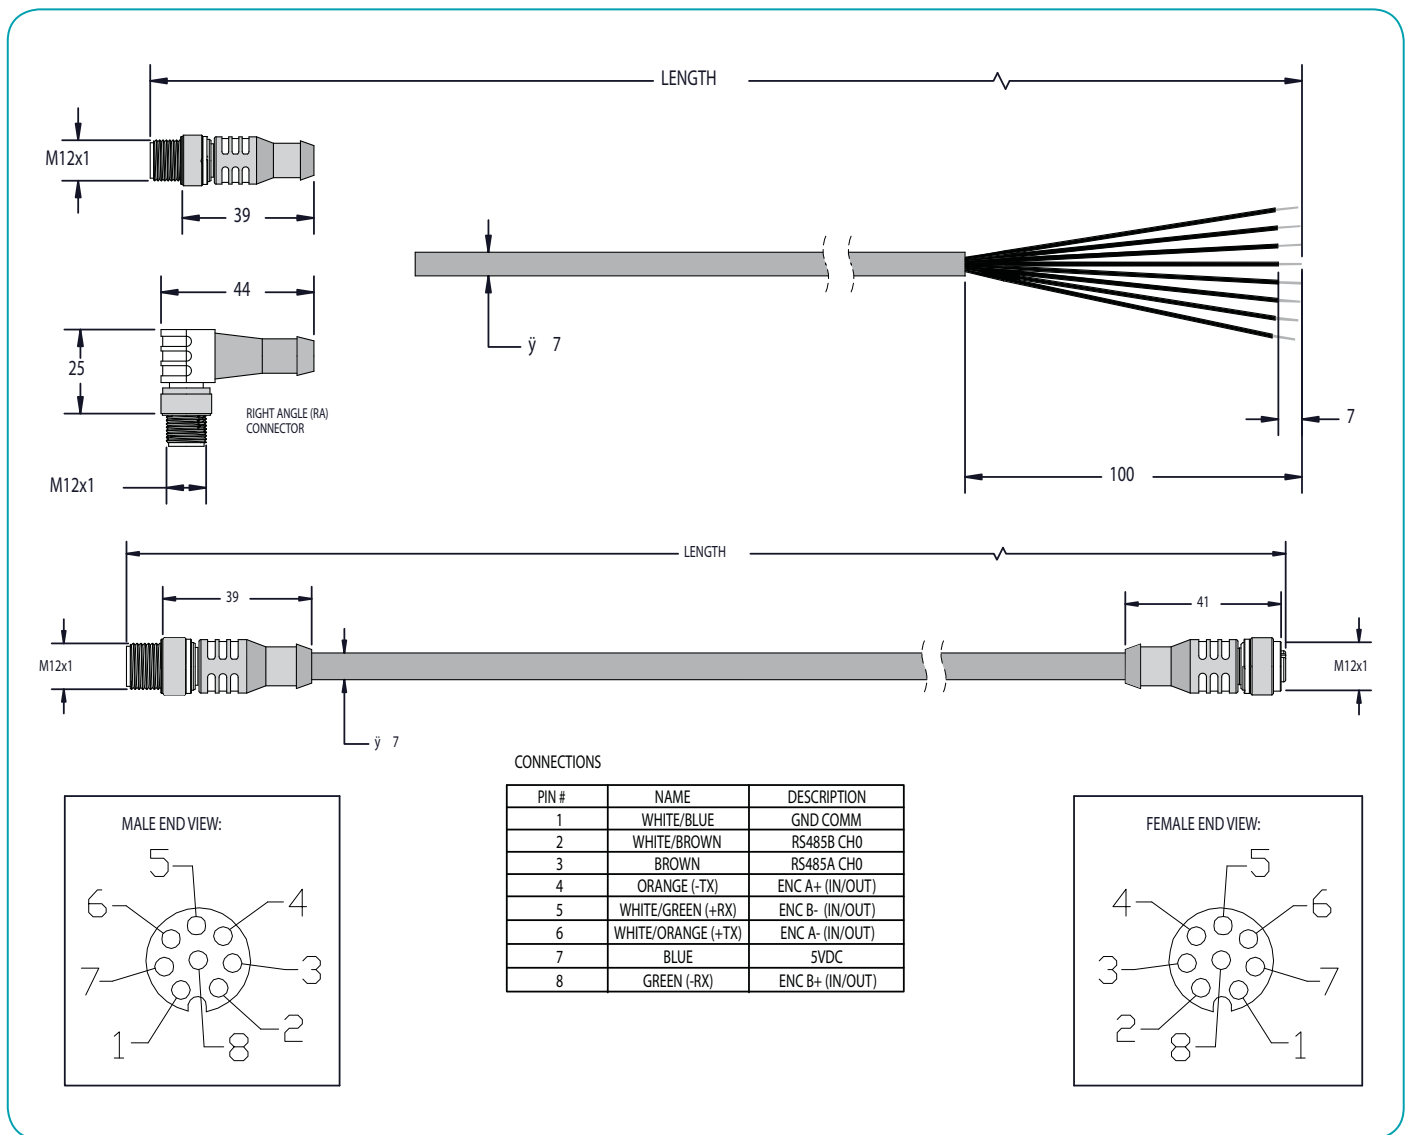 LENGTH
M12x1
39
44
25
RIGHT ANGLE (RA)
CONNECTOR
M12x1
ÿ 7
7
100
LENGTH
39
41
M12x1
M12x1
ÿ 7
CONNECTIONS
PIN # NAME DESCRIPTION
1 WHITE/BLUE GND COMM
2 WHITE/BROWN RS485B CH0
3 BROWN RS485A CH0
4 ORANGE (-TX) ENC A+ (IN/OUT)
5 WHITE/GREEN (+RX) ENC B- (IN/OUT)
6 WHITE/ORANGE (+TX) ENC A- (IN/OUT)
7 BLUE 5VDC
8 GREEN (-RX) ENC B+ (IN/OUT)
MALE END VIEW:
5
6 4
7 3
1 8 2
FEMALE END VIEW:
5
4 6
3 7
2 8 1